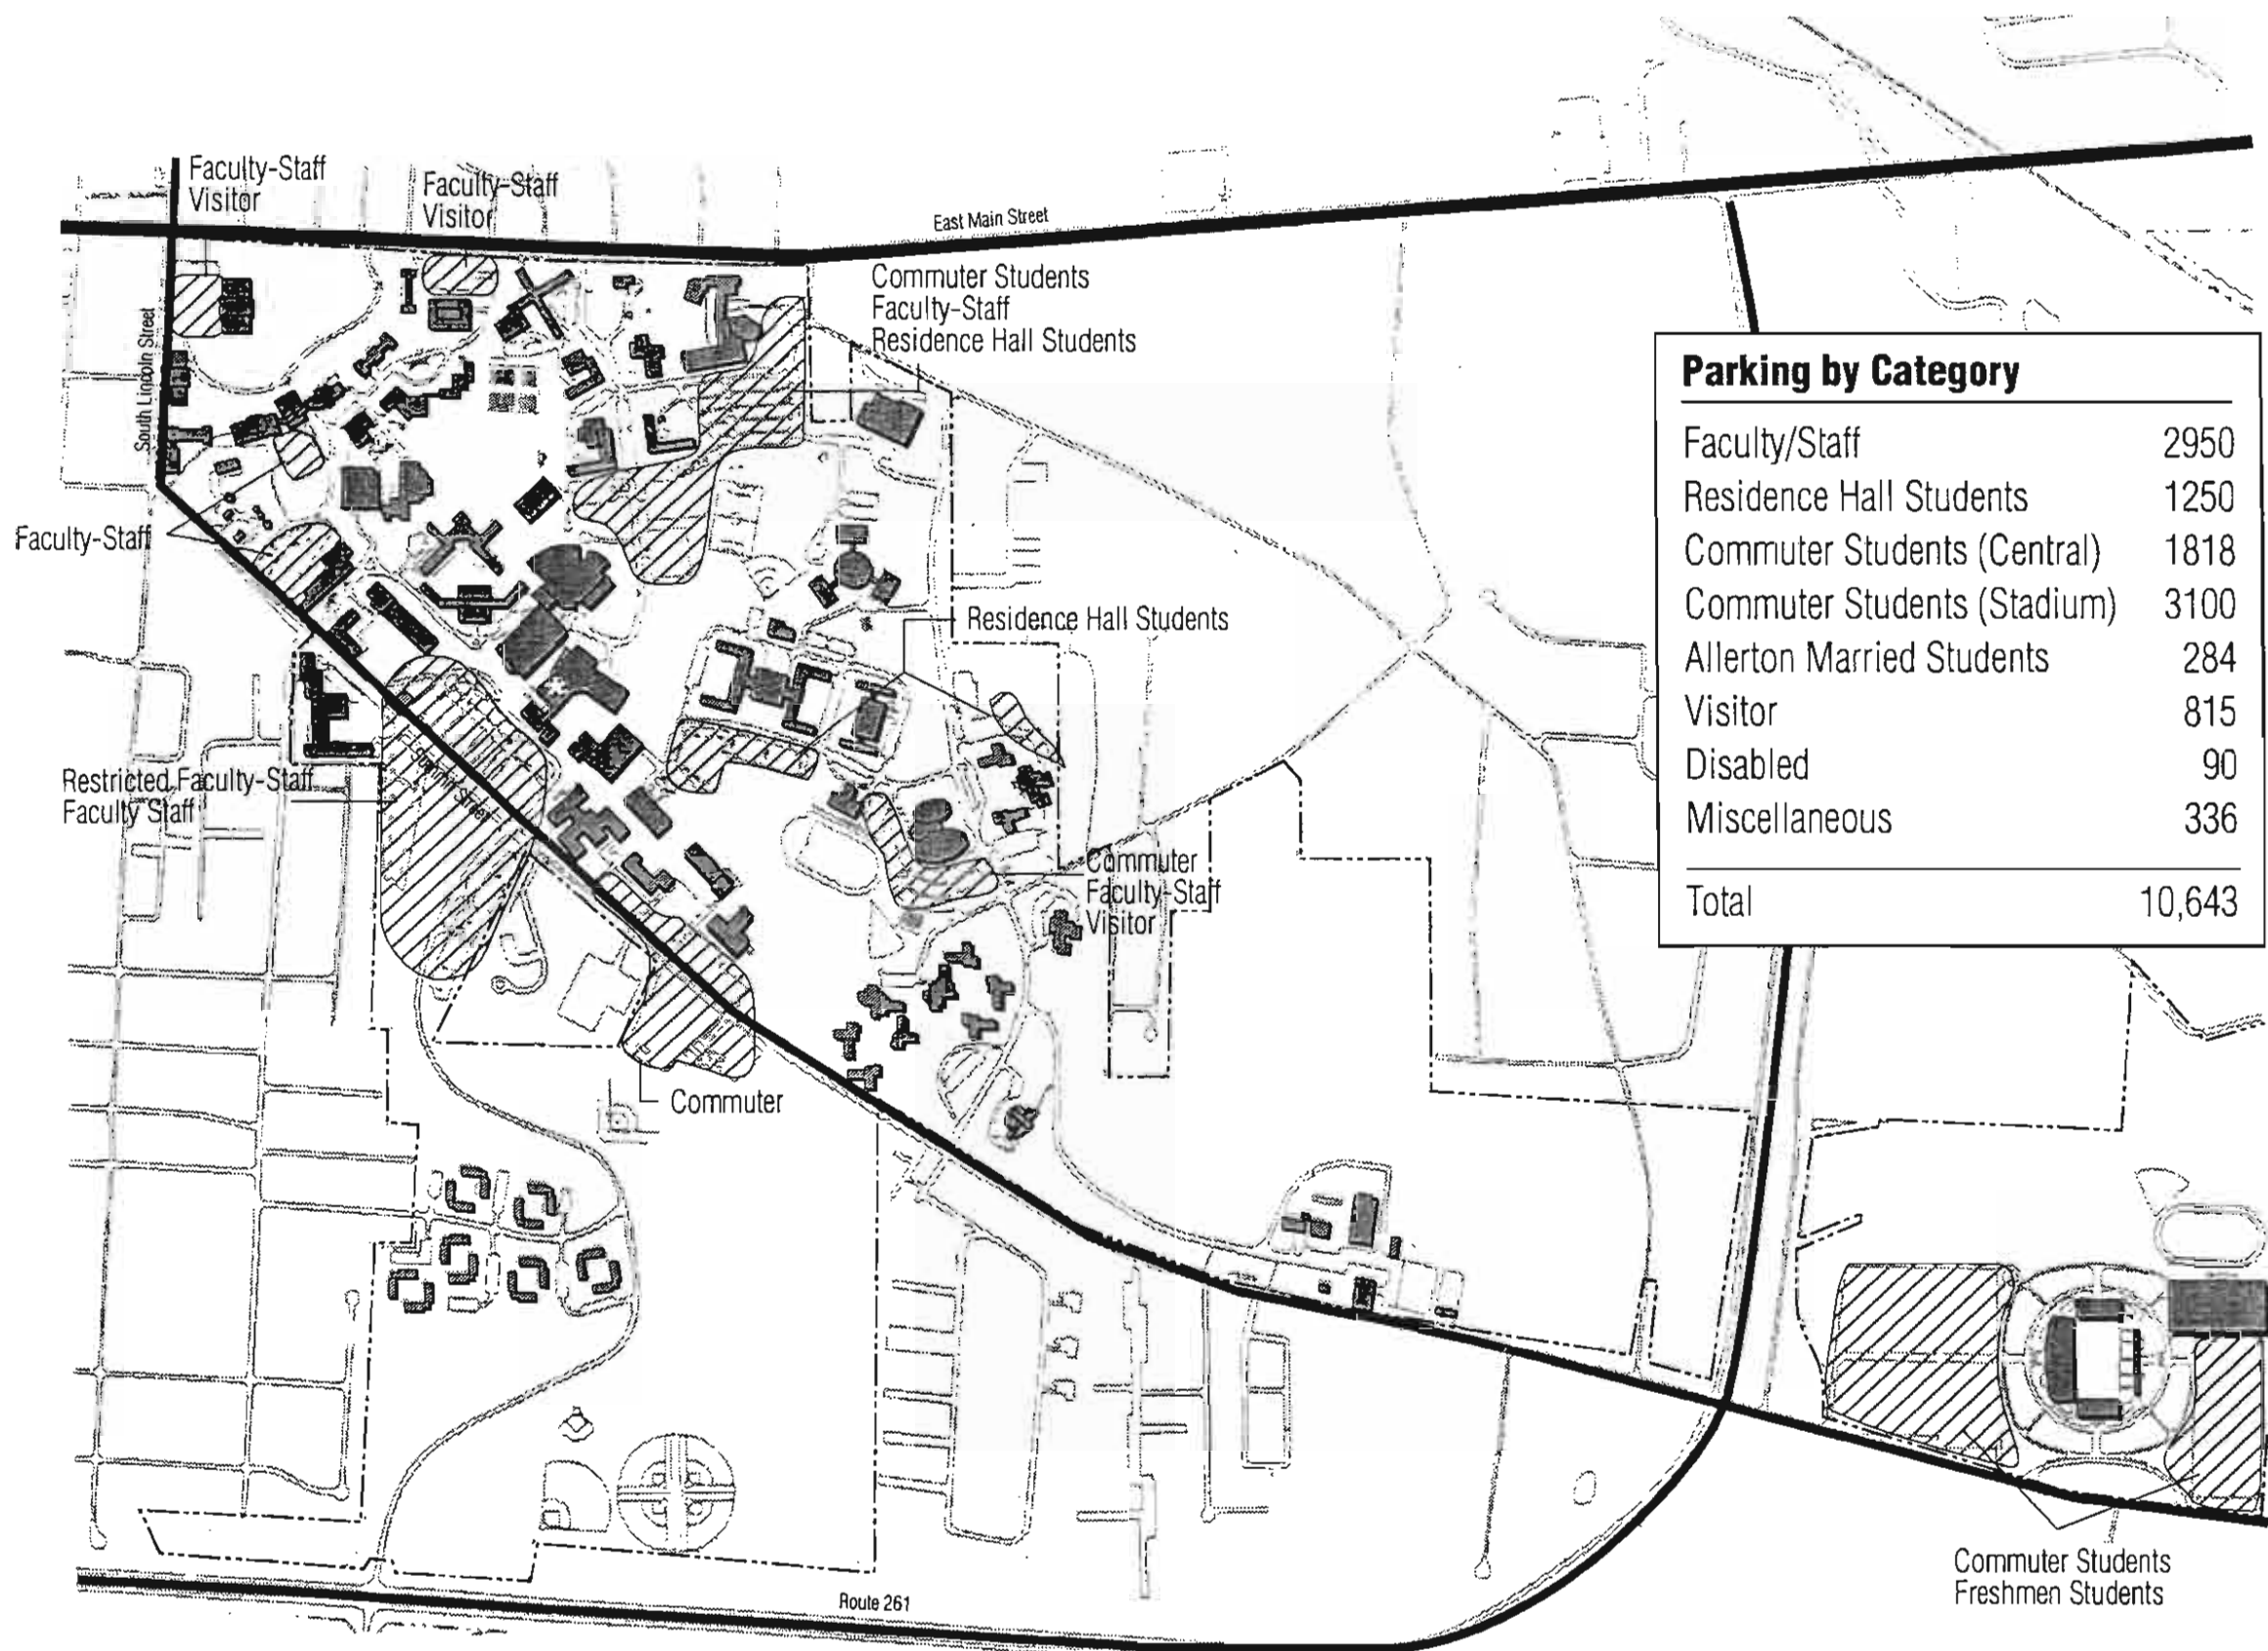 Faculty-Staff
Visitor
Faculty-Staff
Visitor
East Main Street
Commuter Students
Faculty-Staff
Residence Hall Students
South Lincoln Street
Parking by Category
Faculty/Staff 2950
Residence Hall Students 1250
Commuter Students (Central) 1818
Commuter Students (Stadium) 3100
Allerton Married Students 284
Visitor 815
Disabled 90
Miscellaneous 336
Total 10,643
Faculty-Staff
Residence Hall Students
Restricted Faculty-Staff
Faculty Staff
Summit Street
Commuter
Faculty-Staff
Visitor
Commuter
Commuter Students
Freshmen Students
Route 261